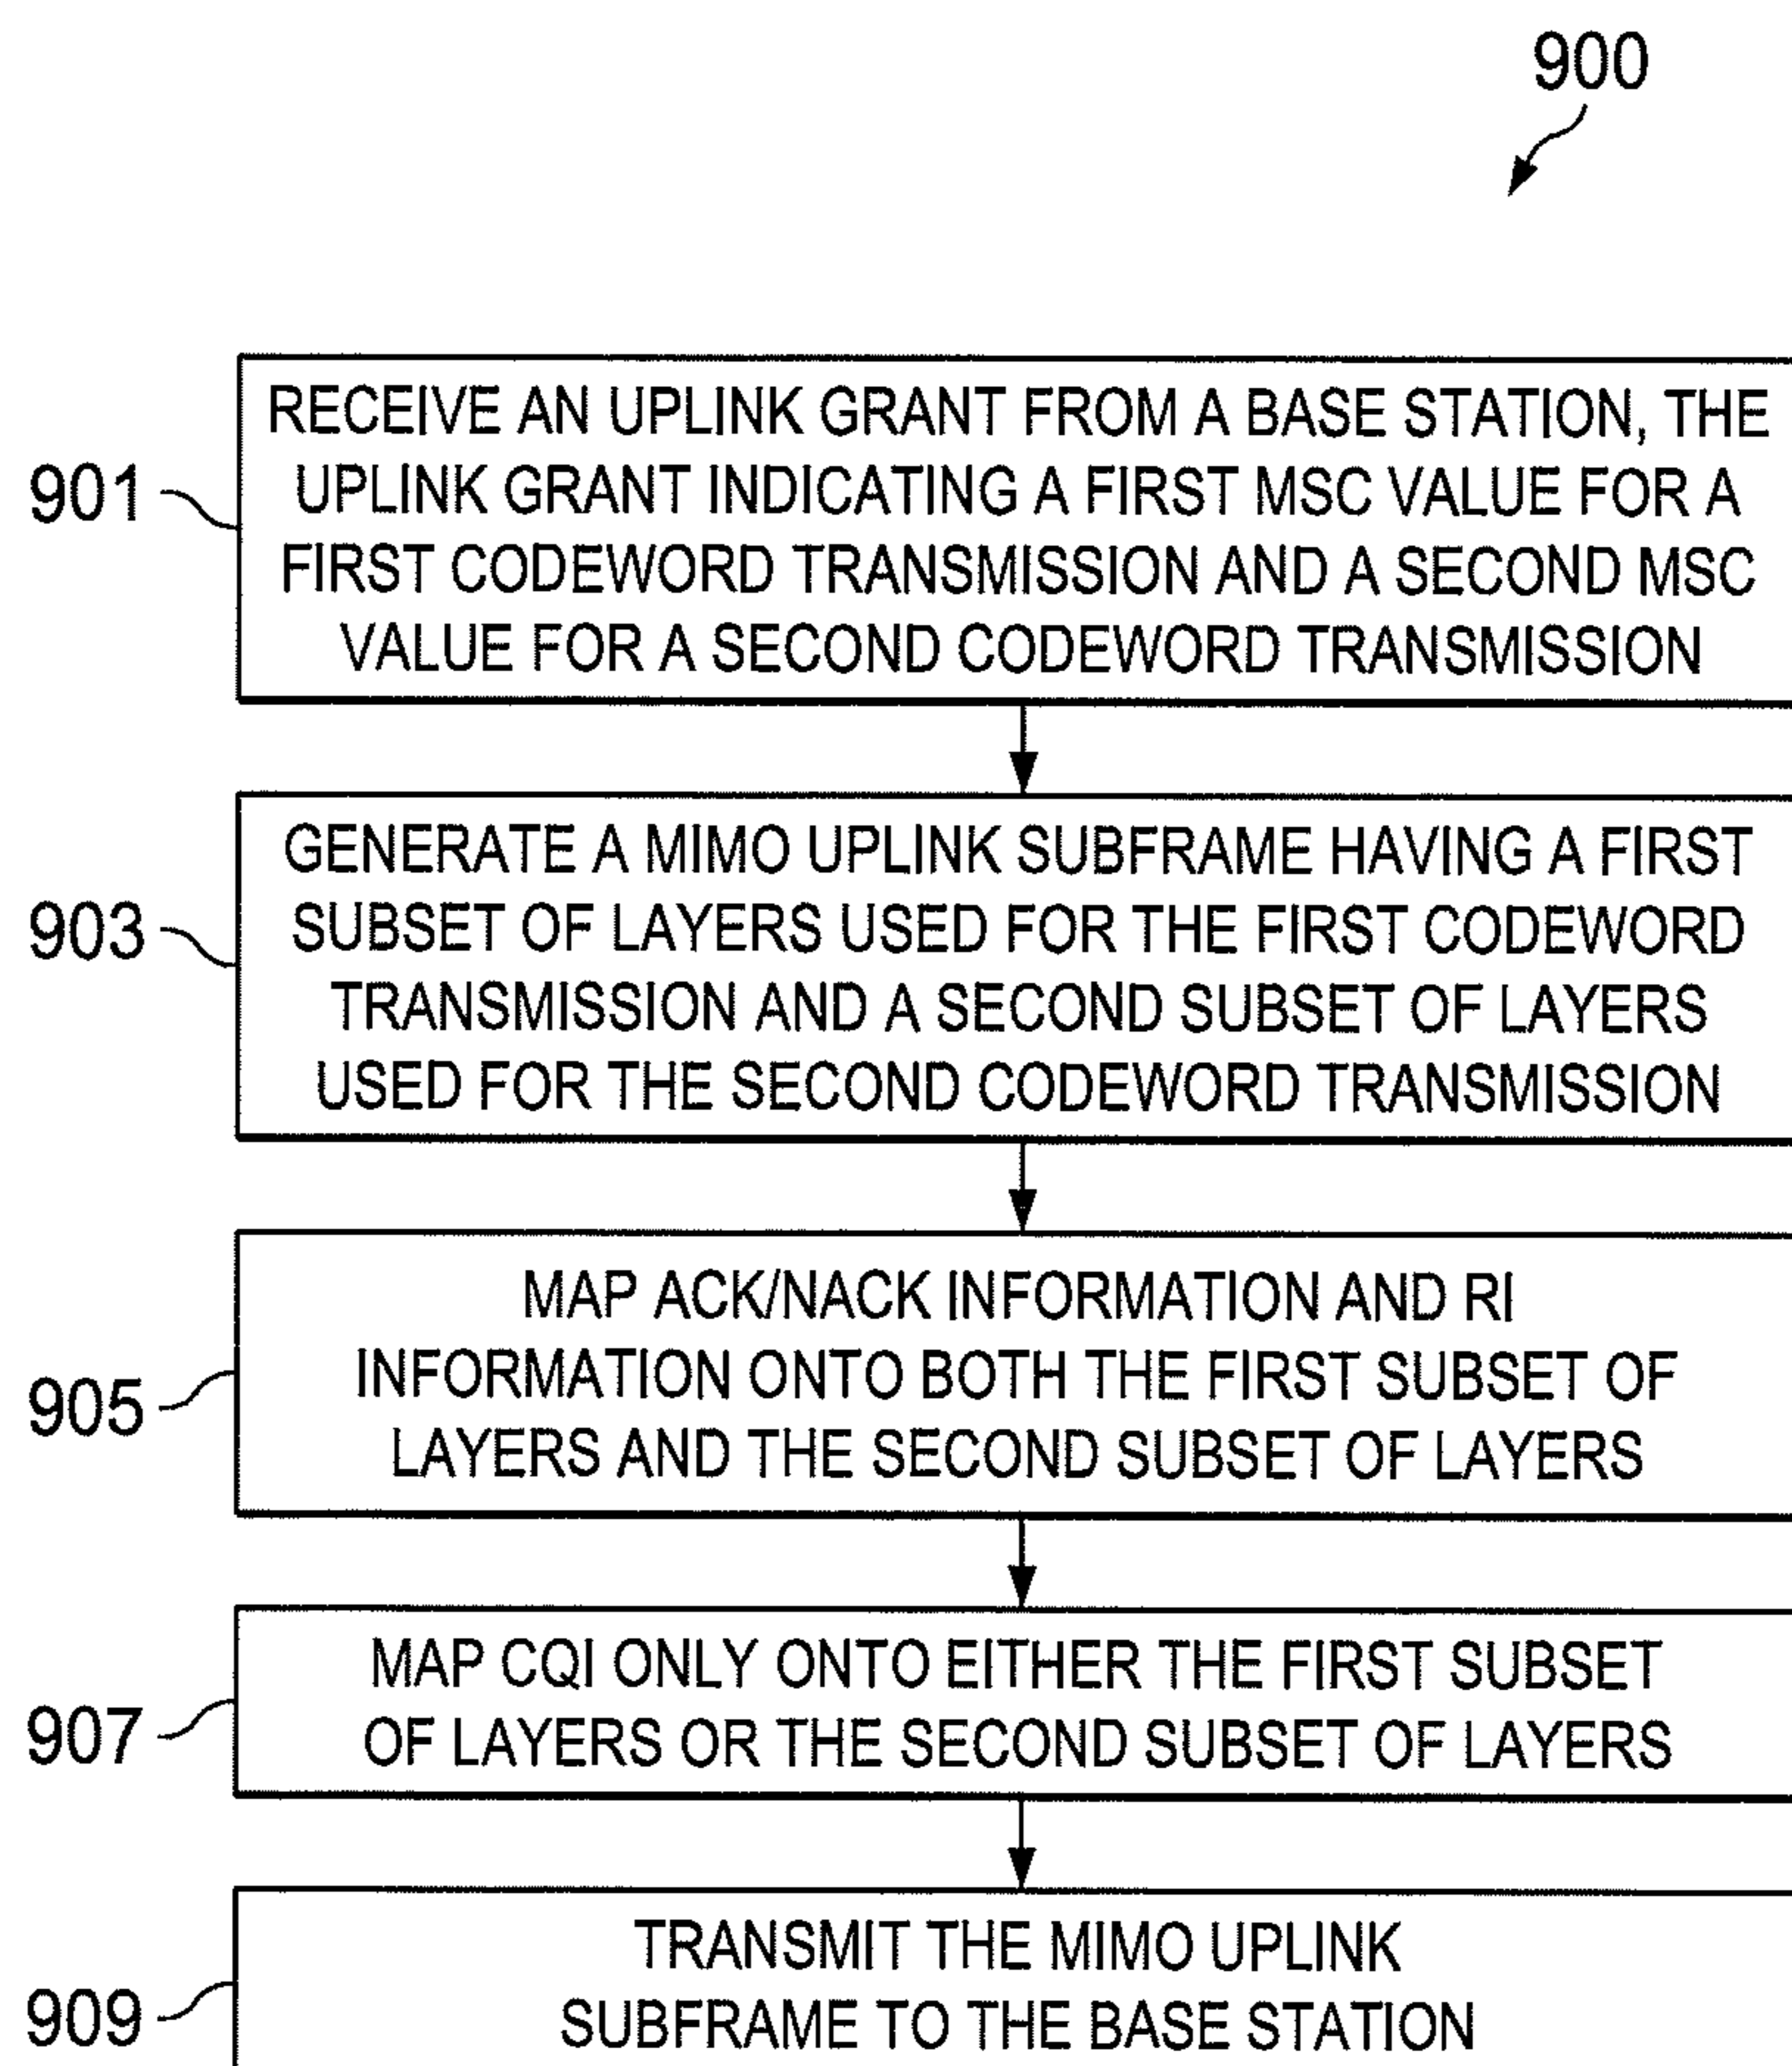 900
901
RECEIVE AN UPLINK GRANT FROM A BASE STATION, THE
UPLINK GRANT INDICATING A FIRST MSC VALUE FOR A
FIRST CODEWORD TRANSMISSION AND A SECOND MSC
VALUE FOR A SECOND CODEWORD TRANSMISSION
903
GENERATE A MIMO UPLINK SUBFRAME HAVING A FIRST
SUBSET OF LAYERS USED FOR THE FIRST CODEWORD
TRANSMISSION AND A SECOND SUBSET OF LAYERS
USED FOR THE SECOND CODEWORD TRANSMISSION
905
MAP ACK/NACK INFORMATION AND RI
INFORMATION ONTO BOTH THE FIRST SUBSET OF
LAYERS AND THE SECOND SUBSET OF LAYERS
907
MAP CQI ONLY ONTO EITHER THE FIRST SUBSET
OF LAYERS OR THE SECOND SUBSET OF LAYERS
909
TRANSMIT THE MIMO UPLINK
SUBFRAME TO THE BASE STATION